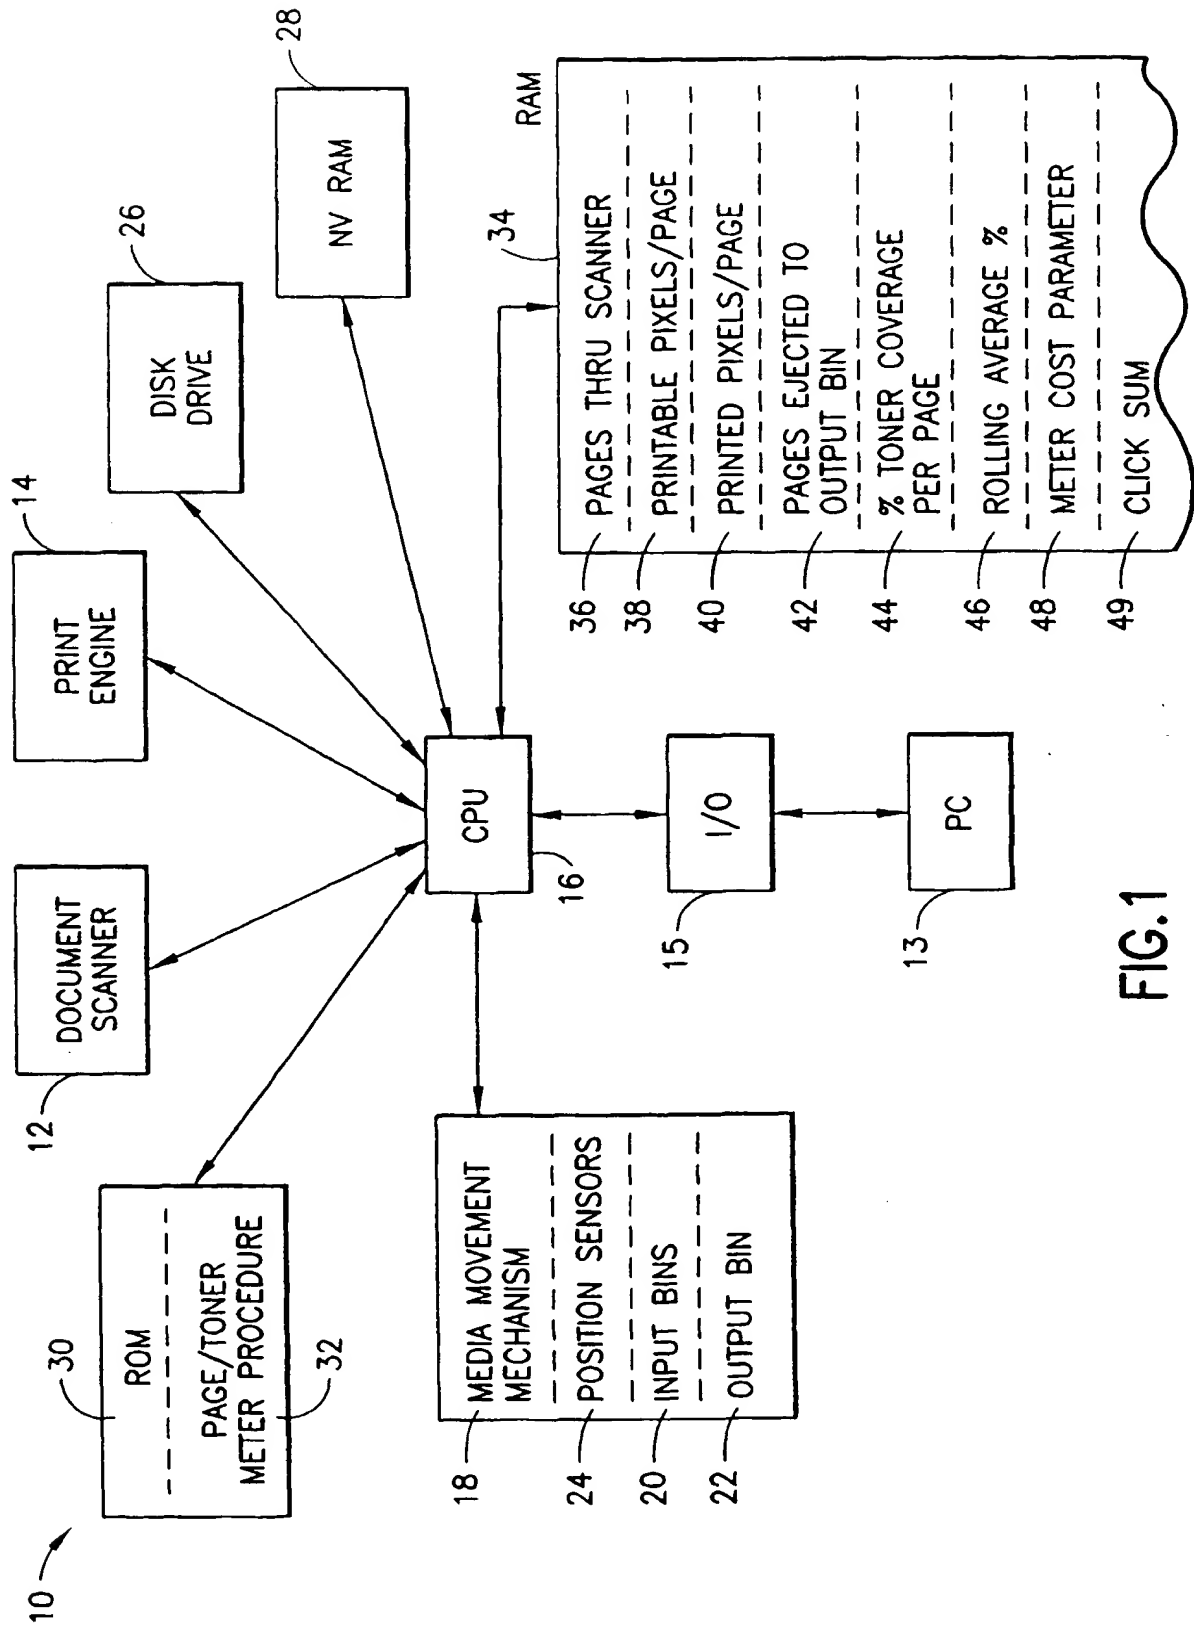 10
30
ROM
PAGE/TONER
METER PROCEDURE
32
12
DOCUMENT
SCANNER
14
PRINT
ENGINE
26
DISK
DRIVE
28
NV RAM
18
MEDIA MOVEMENT
MECHANISM
24
POSITION SENSORS
20
INPUT BINS
22
OUTPUT BIN
CPU
16
I/O
15
PC
13
34
RAM
36
PAGES THRU SCANNER
38
PRINTABLE PIXELS/PAGE
40
PRINTED PIXELS/PAGE
42
PAGES EJECTED TO
OUTPUT BIN
44
% TONER COVERAGE
PER PAGE
46
ROLLING AVERAGE %
48
METER COST PARAMETER
49
CLICK SUM
FIG.1